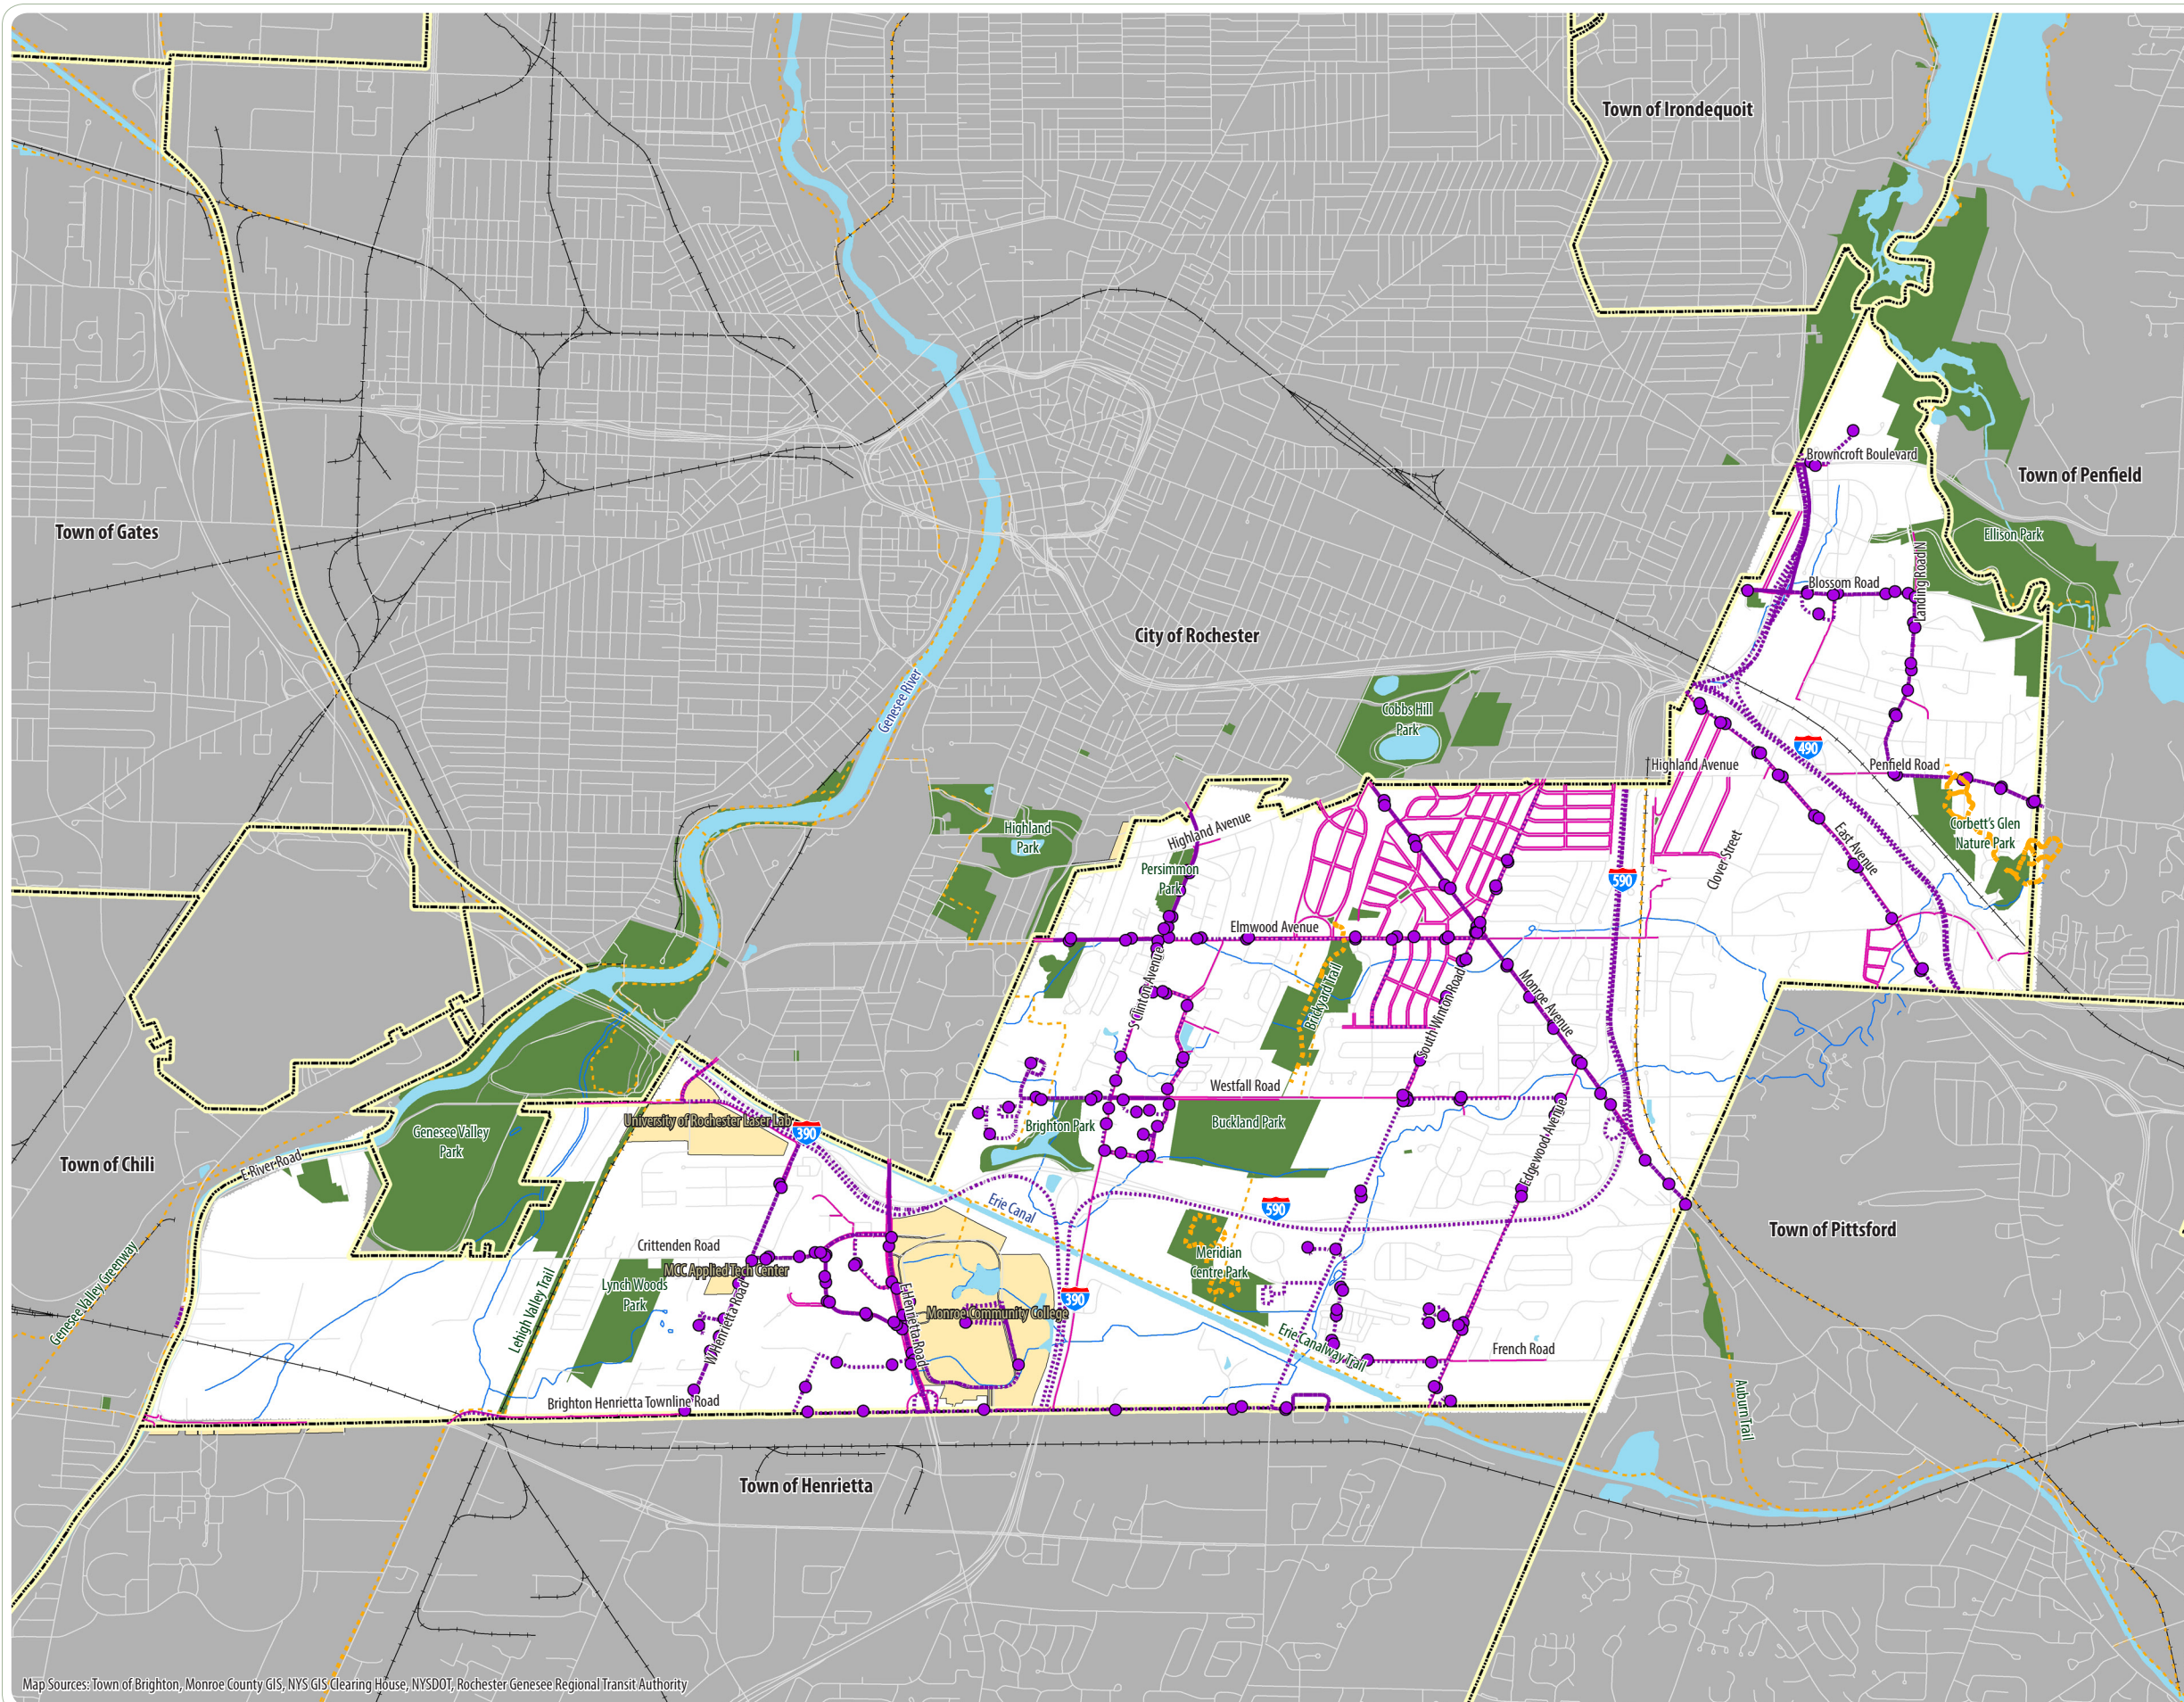 Town of Irondequoit
Browncroft Boulevard
Town of Penfield
Town of Gates
Ellison Park
Landing Road N
Blossom Road
City of Rochester
Genesee River
Cobbs Hill
Park
490
Highland Avenue
Penfield Road
Highland
Park
Highland Avenue
Corbett's Glen
Nature Park
East Avenue
Clover Street
Persimmon
Park
590
Elmwood Avenue
S Clinton Avenue
Brickyard Trail
South Winton Road
Monroe Avenue
Westfall Road
University of Rochester Laser Lab
390
Brighton Park
Buckland Park
Genesee Valley
Park
Edgewood Avenue
Town of Chili
E River Road
Erie Canal
590
Town of Pittsford
Crittenden Road
MCC Applied Tech Center
Meridian
Centre Park
Genesee Valley Greenway
Lehigh Valley Trail
Lynch Woods
Park
W Henrietta Road
E Henrietta Road
Monroe Community College
390
Erie Canalway Trail
French Road
Auburn Trail
Brighton Henrietta Townline Road
Town of Henrietta
Map Sources: Town of Brighton, Monroe County GIS, NYS GIS Clearing House, NYSDOT, Rochester Genesee Regional Transit Authority